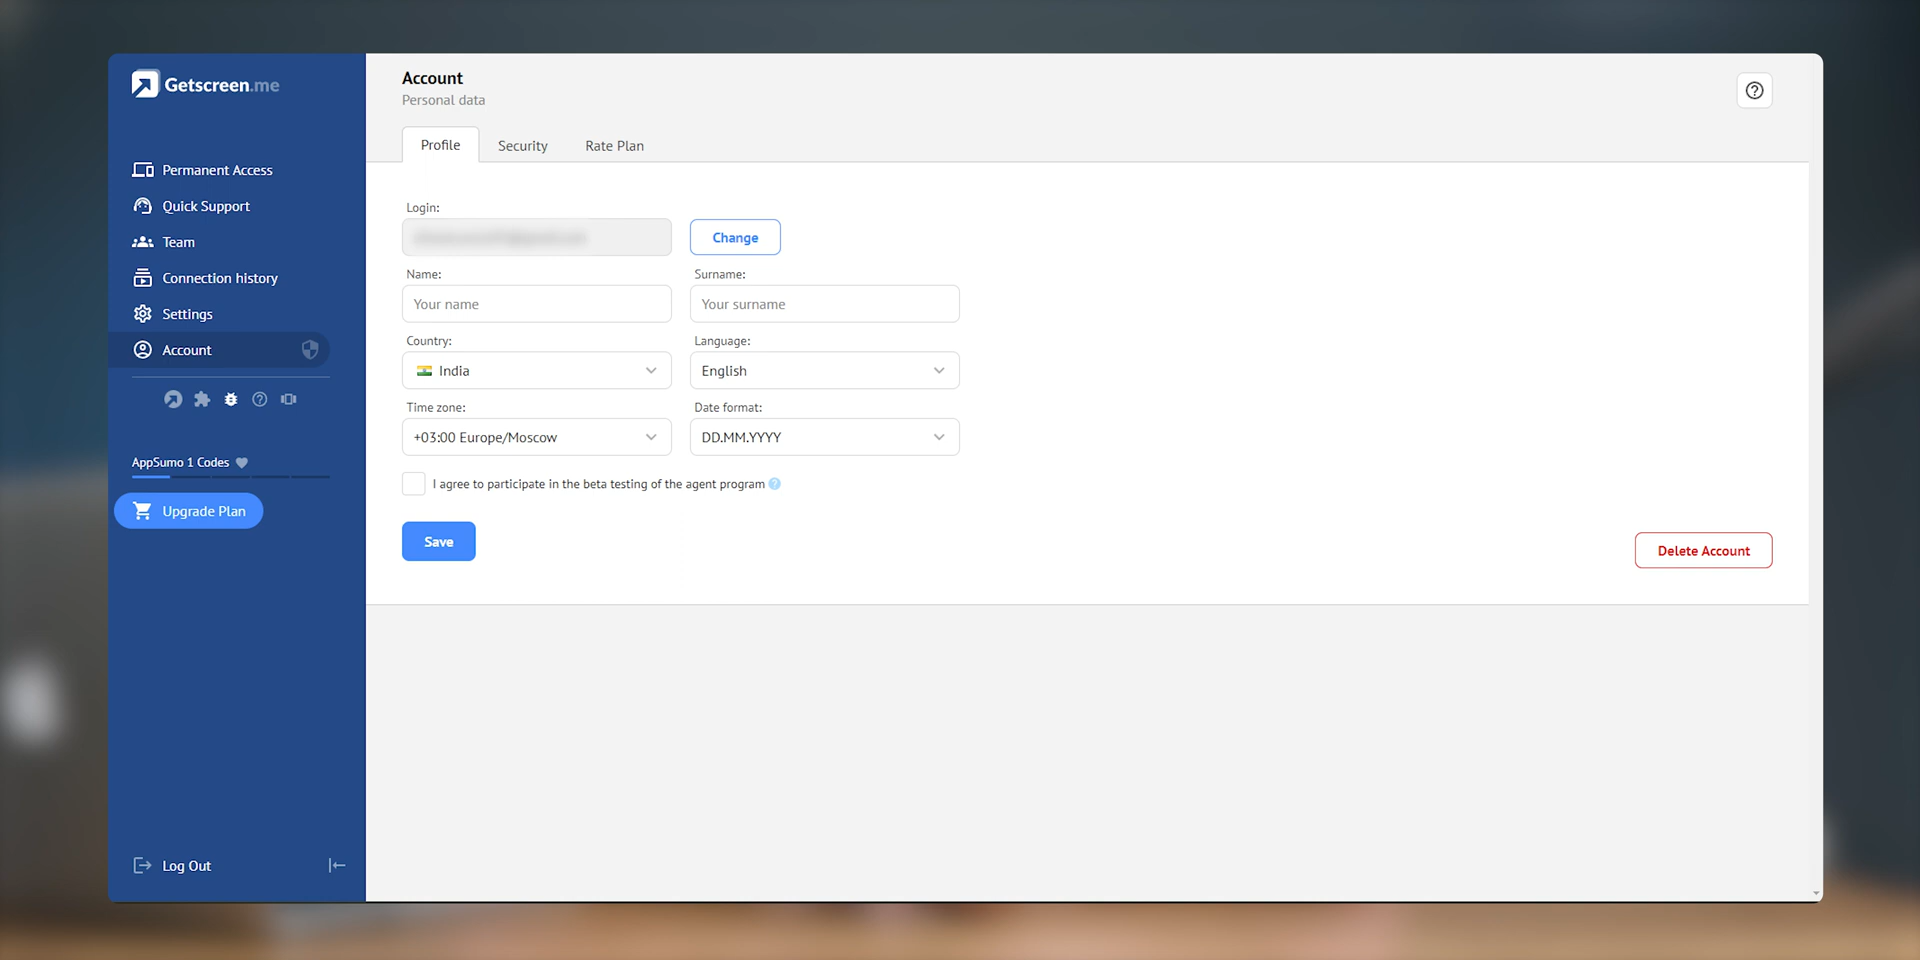 Getscreen.me
Account
Personal data
Profile
Security
Rate Plan
Permanent Access
Quick Support
Team
Connection history
Settings
Account
AppSumo 1 Codes
Upgrade Plan
Log Out
Login:
Change
Name:
Surname:
Your name
Your surname
Country:
Language:
India
English
Time zone:
Date format:
+03:00 Europe/Moscow
DD.MM.YYYY
I agree to participate in the beta testing of the agent program
Save
Delete Account